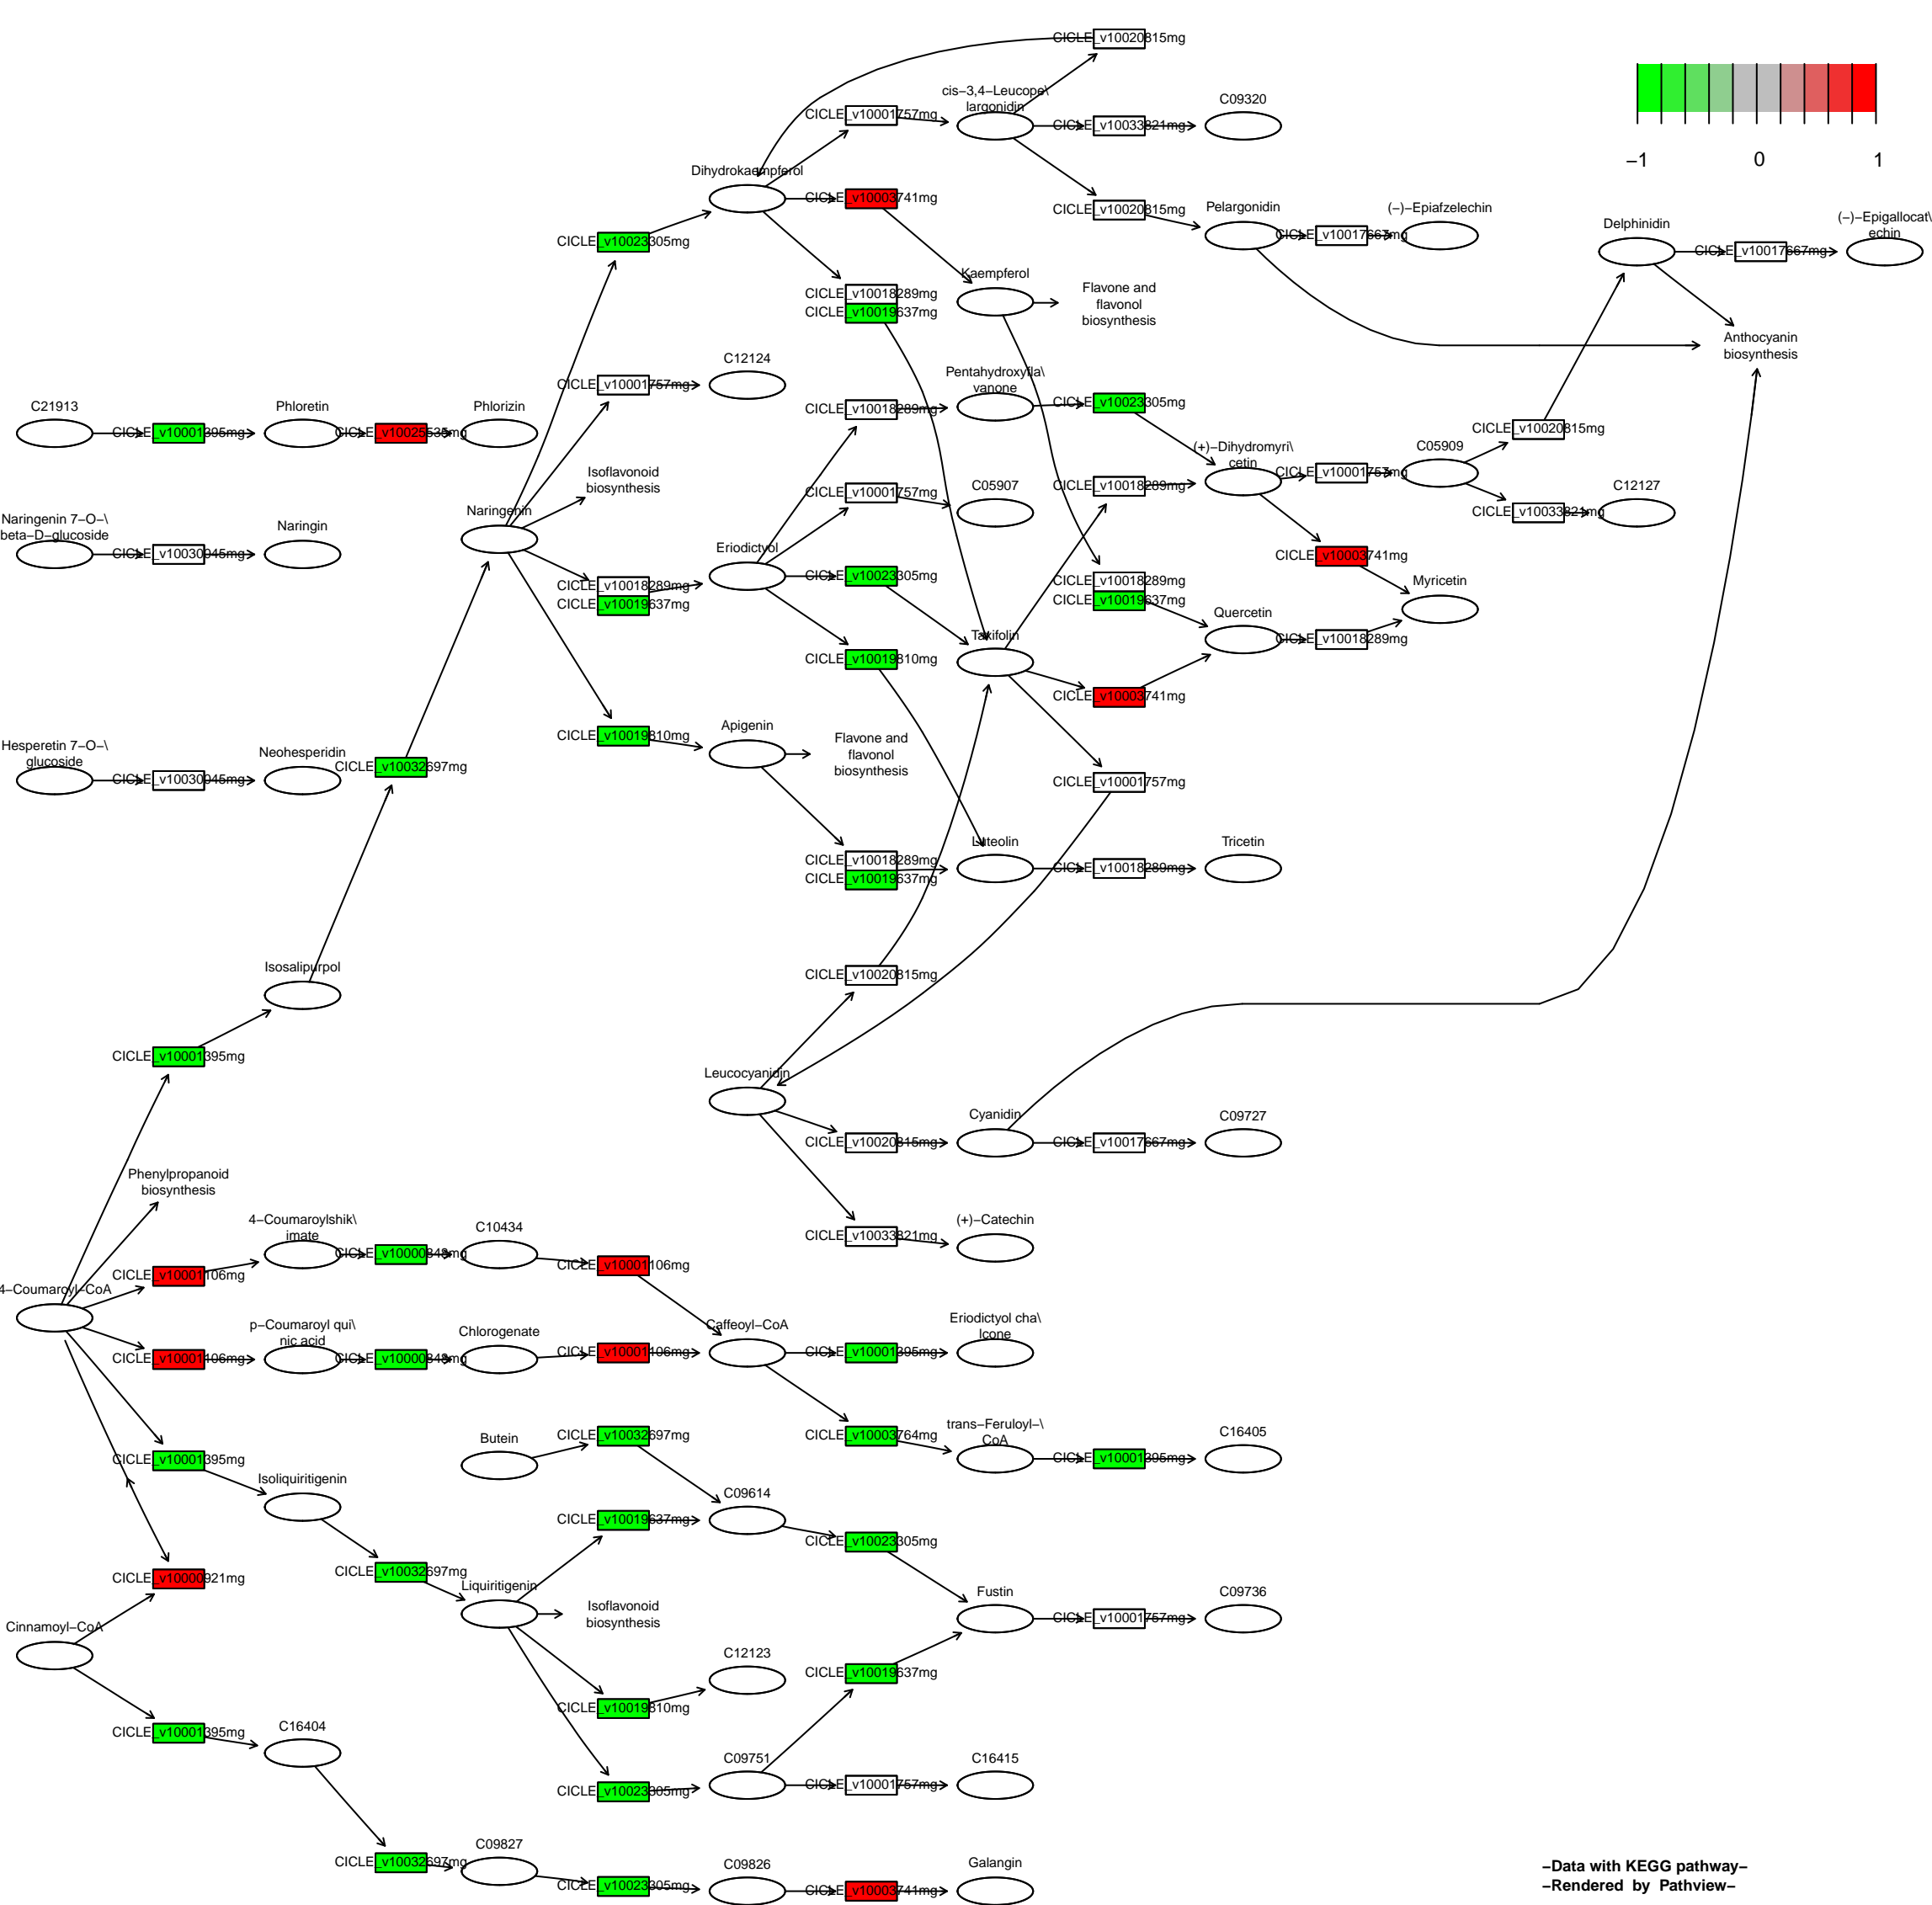 CICLE_v10020815mg
cis−3,4−Leucope\
largonidin
C09320
CICLE_v10001757mg
CICLE_v10033821mg
−1
0
1
Dihydrokaempferol
CICLE_v10003741mg
CICLE_v10020815mg
Pelargonidin
(−)−Epiafzelechin
Delphinidin
(−)−Epigallocat\
echin
CICLE_v10023305mg
CICLE_v10017667mg
CICLE_v10017667mg
Kaempferol
CICLE_v10018289mg
CICLE_v10019637mg
Flavone and
flavonol
biosynthesis
Anthocyanin
biosynthesis
C12124
CICLE_v10001757mg
Pentahydroxyfla\
vanone
C21913
Phloretin
Phlorizin
CICLE_v10018289mg
CICLE_v10023305mg
CICLE_v10001395mg
CICLE_v10025535mg
CICLE_v10020815mg
(+)−Dihydromyri\
cetin
C05909
Isoflavonoid
biosynthesis
CICLE_v10001757mg
C05907
CICLE_v10018289mg
CICLE_v10001757mg
C12127
CICLE_v10033821mg
Naringenin 7−O−\
beta−D−glucoside
Naringin
Naringenin
CICLE_v10030945mg
Eriodictyol
CICLE_v10003741mg
CICLE_v10018289mg
CICLE_v10019637mg
CICLE_v10023305mg
CICLE_v10018289mg
CICLE_v10019637mg
Myricetin
Quercetin
Taxifolin
CICLE_v10018289mg
CICLE_v10019810mg
CICLE_v10003741mg
CICLE_v10019810mg
Apigenin
Flavone and
flavonol
biosynthesis
Hesperetin 7−O−\
glucoside
Neohesperidin
CICLE_v10032697mg
CICLE_v10030945mg
CICLE_v10001757mg
Luteolin
Tricetin
CICLE_v10018289mg
CICLE_v10019637mg
CICLE_v10018289mg
Isosalipurpol
CICLE_v10020815mg
CICLE_v10001395mg
Leucocyanidin
Cyanidin
C09727
CICLE_v10020815mg
CICLE_v10017667mg
Phenylpropanoid
biosynthesis
4−Coumaroylshik\
imate
C10434
(+)−Catechin
CICLE_v10033821mg
CICLE_v10000848mg
CICLE_v10001106mg
CICLE_v10001106mg
4−Coumaroyl−CoA
p−Coumaroyl qui\
nic acid
Chlorogenate
Caffeoyl−CoA
Eriodictyol cha\
lcone
CICLE_v10001106mg
CICLE_v10000848mg
CICLE_v10001106mg
CICLE_v10001395mg
Butein
CICLE_v10032697mg
CICLE_v10003764mg
trans−Feruloyl−\
CoA
C16405
CICLE_v10001395mg
CICLE_v10001395mg
Isoliquiritigenin
C09614
CICLE_v10019637mg
CICLE_v10023305mg
CICLE_v10000921mg
CICLE_v10032697mg
Liquiritigenin
Isoflavonoid
biosynthesis
Fustin
C09736
CICLE_v10001757mg
Cinnamoyl−CoA
C12123
CICLE_v10019637mg
CICLE_v10019810mg
CICLE_v10001395mg
C16404
C09751
C16415
CICLE_v10023305mg
CICLE_v10001757mg
C09827
CICLE_v10032697mg
C09826
Galangin
CICLE_v10023305mg
CICLE_v10003741mg
−Data with KEGG pathway−
−Rendered by Pathview−